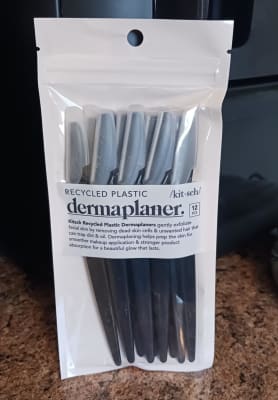 RECYCLED PLASTIC /kit•sch/
dermaplaner. 12
Kitsch Recycled Plastic Dermaplaners gently exfoliate
facial skin by removing dead skin cells & unwanted hair that
can trap dirt & oil. Dermaplaning helps prep the skin for
smoother makeup application & stronger product
absorption for a beautiful glow that lasts.